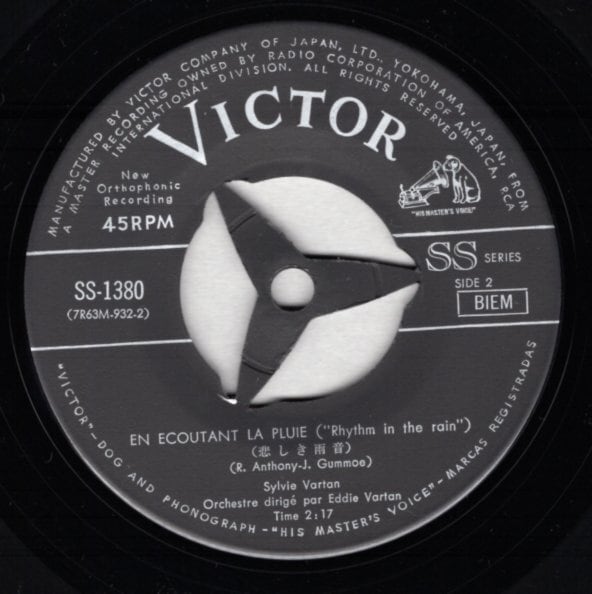 MANUFACTURED BY VICTOR COMPANY OF JAPAN, LTD., YOKOHAMA, JAPAN, FROM
A MASTER RECORDING OWNED BY RADIO CORPORATION OF AMERICA, RCA
INTERNATIONAL DIVISION. ALL RIGHTS RESERVED
VICTOR
"HIS MASTER'S VOICE"
New
Orthophonic
Recording
45RPM
SS SERIES
SIDE 2
BIEM
SS-1380
(7R63M-932-2)
EN ECOUTANT LA PLUIE ("Rhythm in the rain")
(悲しき雨音)
(R. Anthony-J. Gummoe)
Sylvie Vartan
Orchestre dirigé par Eddie Vartan
Time 2:17
"VICTOR"–DOG AND PHONOGRAPH–"HIS MASTER'S VOICE"–MARCAS REGISTRADAS